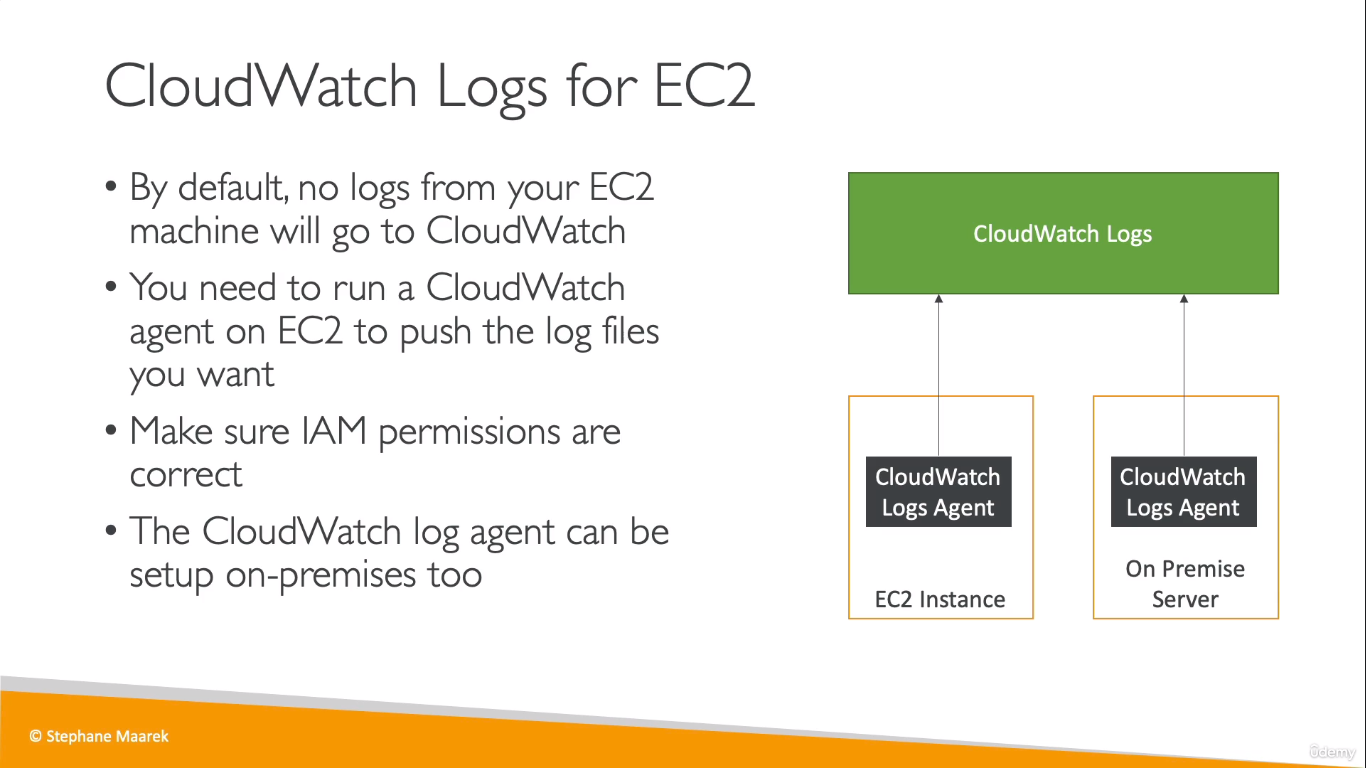 CloudWatch Logs for EC2
• By default, no logs from your EC2
machine will go to CloudWatch
• You need to run a CloudWatch
agent on EC2 to push the log files
you want
• Make sure IAM permissions are
correct
• The CloudWatch log agent can be
setup on-premises too
CloudWatch Logs
CloudWatch
Logs Agent
EC2 Instance
CloudWatch
Logs Agent
On Premise
Server
© Stephane Maarek
ûdemy